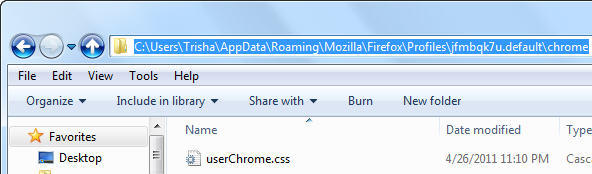 C:\Users\Trisha\AppData\Roaming\Mozilla\Firefox\Profiles\jfmbqk7u.default\chrome
File Edit View Tools Help
Organize Include in library Share with Burn New folder
Favorites Name Date modified Type
Desktop userChrome.css 4/26/2011 11:10 PM Casc